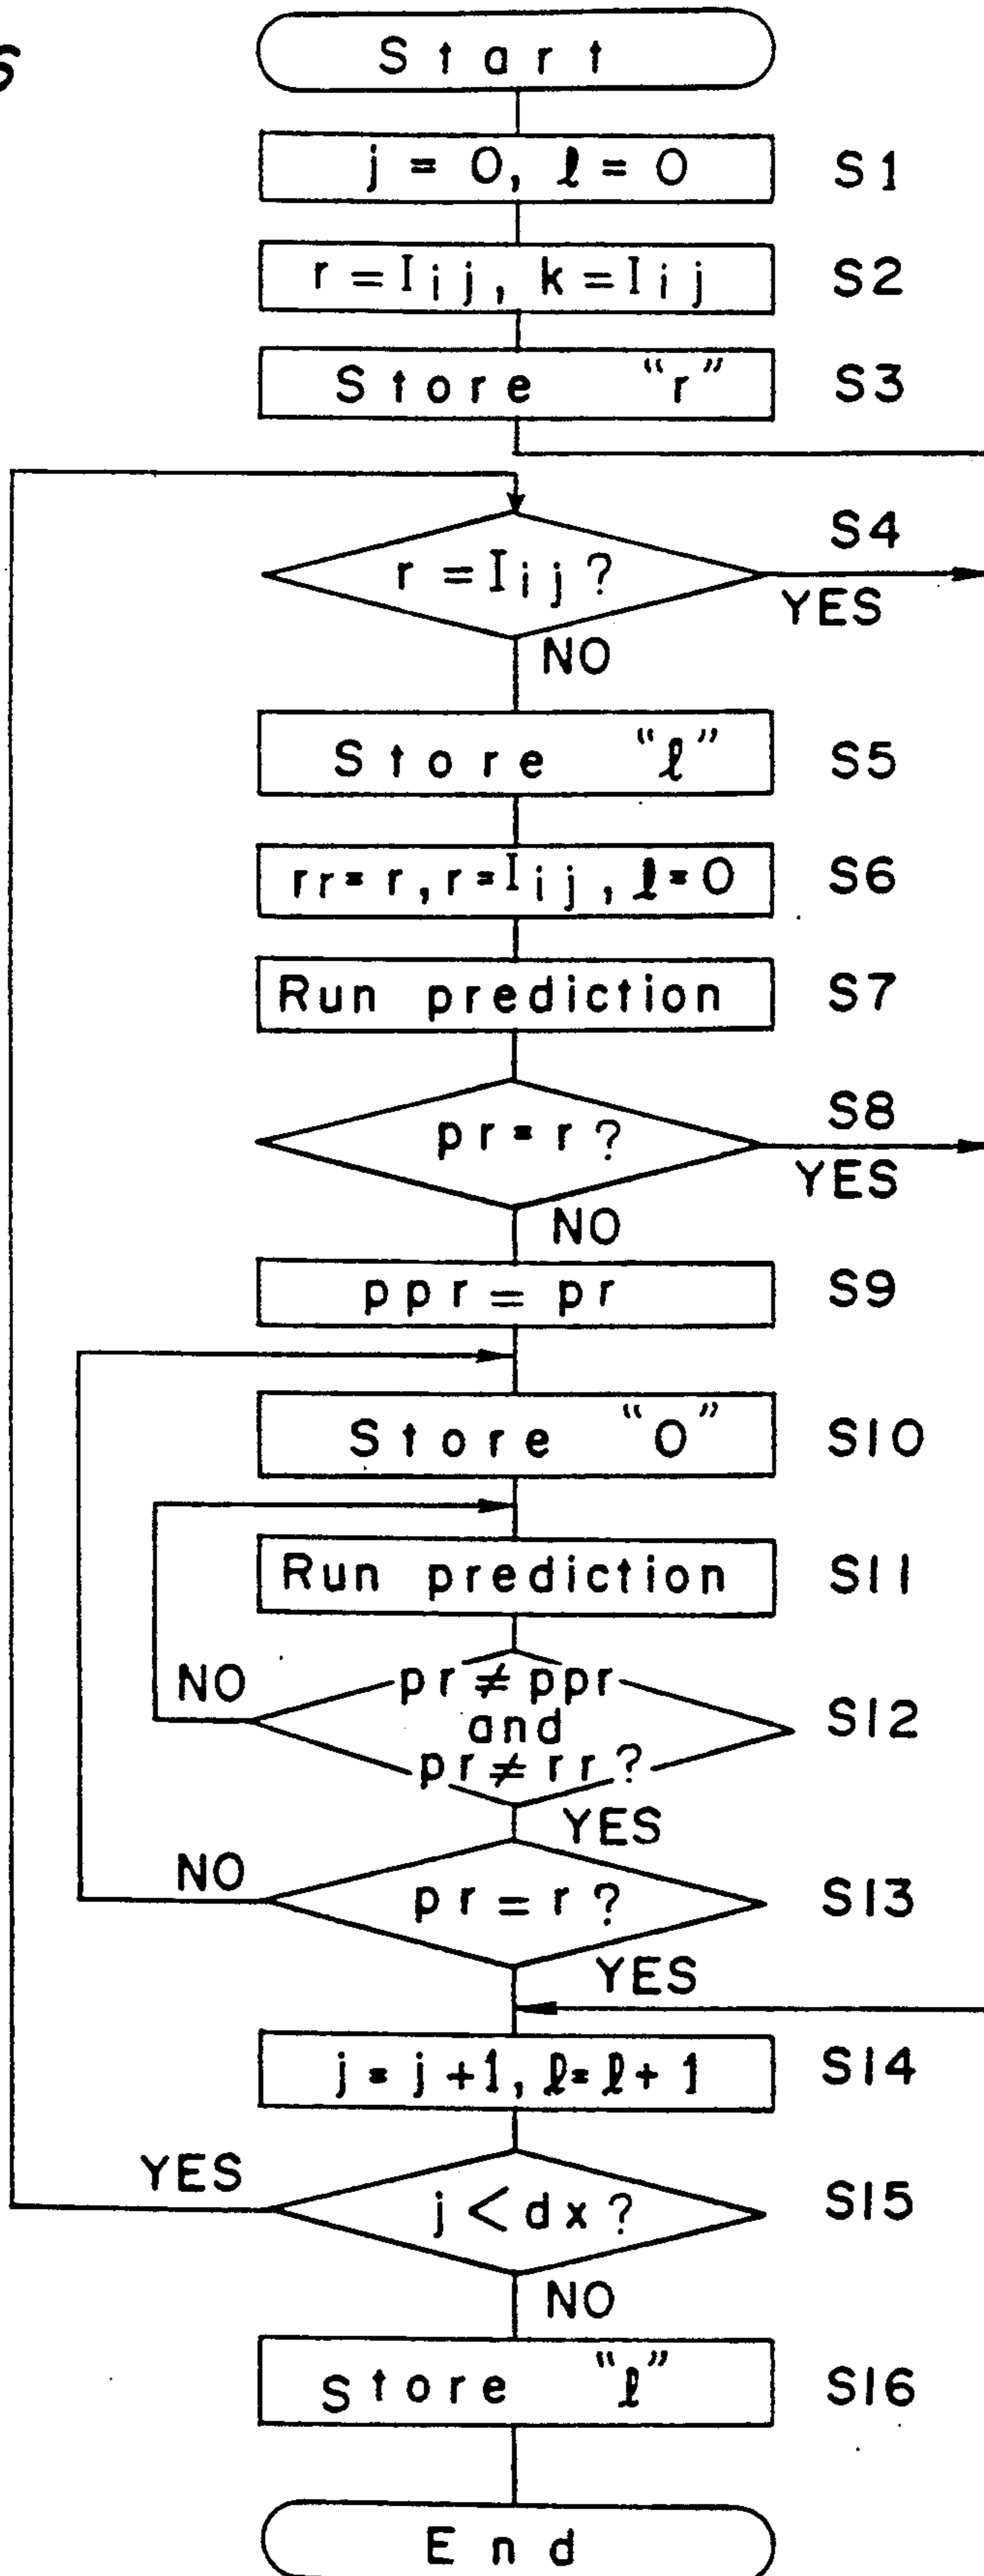 6
Start
j = 0, ℓ = 0 S1
r = Iij, k = Iij S2
Store "r" S3
r = Iij ? S4
YES
NO
Store "ℓ" S5
rr = r, r = Iij, ℓ = 0 S6
Run prediction S7
pr = r ? S8
YES
NO
ppr = pr S9
Store "0" S10
Run prediction S11
NO pr ≠ ppr
and S12
pr ≠ rr ?
YES
NO
pr = r ? S13
YES
j = j + 1, ℓ = ℓ + 1 S14
YES
j < dx ? S15
NO
store "ℓ" S16
End